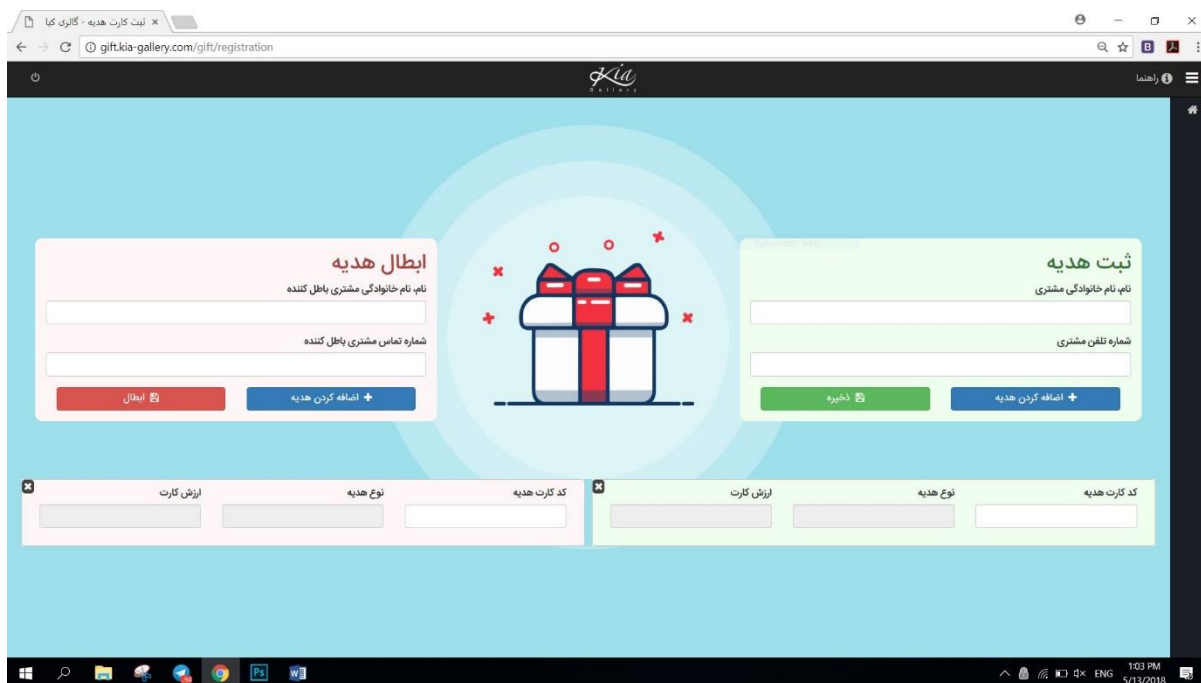 ثبت کارت هدیه - گالری کیا
gift.kia-gallery.com/gift/registration
Kia
Gallery
راهنما
ثبت هدیه
نام، نام خانوادگی مشتری
شماره تلفن مشتری
اضافه کردن هدیه
ذخیره
ابطال هدیه
نام، نام خانوادگی مشتری باطل کننده
شماره تماس مشتری باطل کننده
اضافه کردن هدیه
ابطال
کد کارت هدیه
نوع هدیه
ارزش کارت
کد کارت هدیه
نوع هدیه
ارزش کارت
ENG
1:03 PM
5/13/2018